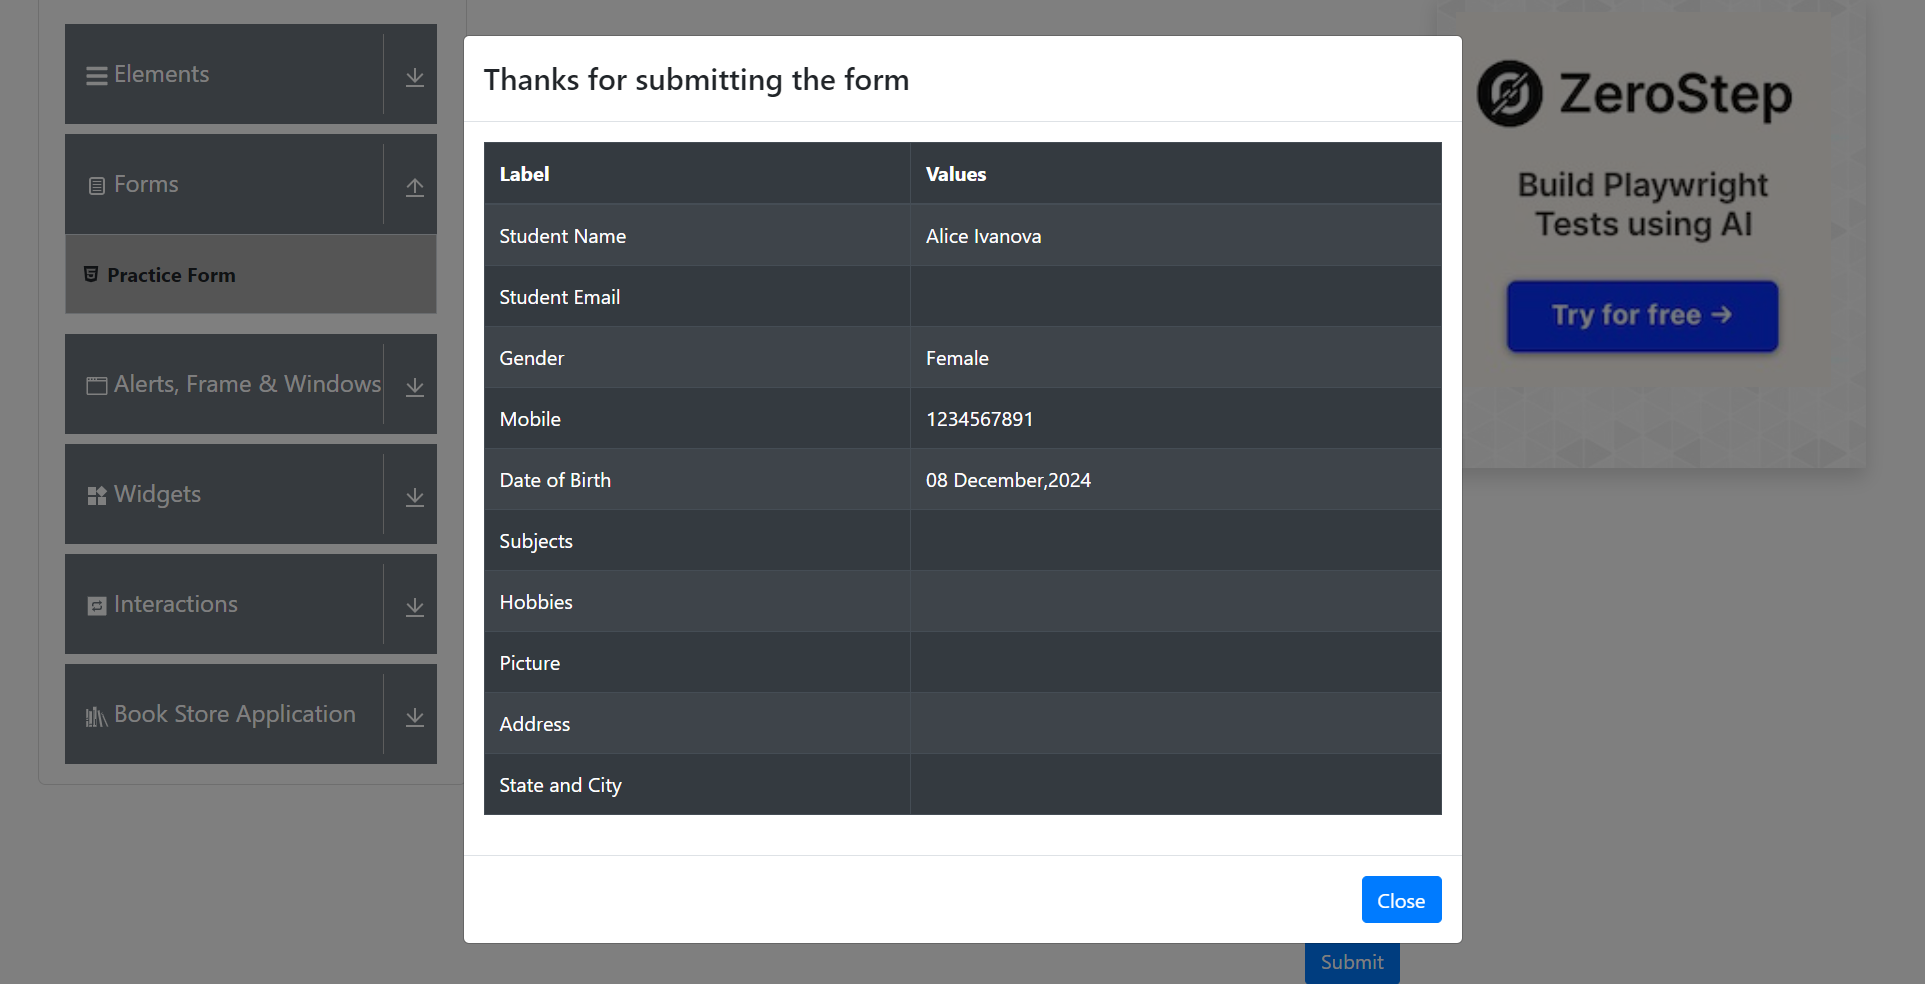 Elements
Forms
Practice Form
Alerts, Frame & Windows
Widgets
Interactions
Book Store Application
Thanks for submitting the form
Label Values
Student Name Alice Ivanova
Student Email
Gender Female
Mobile 1234567891
Date of Birth 08 December,2024
Subjects
Hobbies
Picture
Address
State and City
Close
Submit
ZeroStep
Build Playwright
Tests using AI
Try for free →